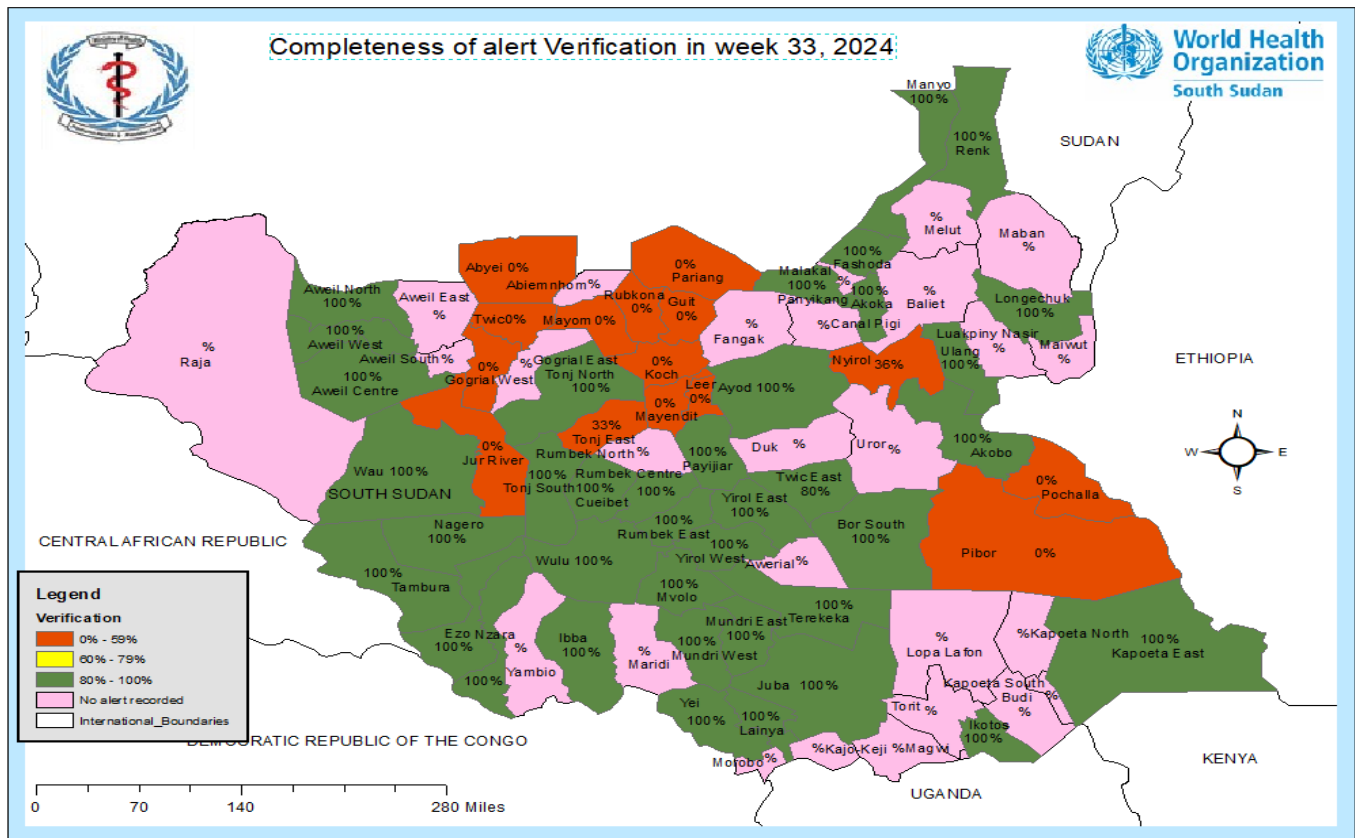 Completeness of alert Verification in week 33, 2024
World Health
Organization
South Sudan
Manyo
100%
100%
Renk
SUDAN
%
Melut
Maban
%
100%
Fashoda
Abyei 0%
0%
Pariang
Malakal
100%
%
Panyikang
100%
Akoka
%
Baliet
Longechuk
100%
Aweil North
100%
Aweil East
%
Abiemnhom%
Rubkona
0%
Guit
0%
100%
Aweil West
Twic0%
Mayom 0%
%
Fangak
%Canal Pigi
Luakpiny Nasir
%
Maiwut
%
Ulang
100%
Raja
%
Aweil South%
100%
Aweil Centre
0%
Gogrial West
%
Gogrial East
Tonj North
100%
0%
Koch
Nyirol 36%
ETHIOPIA
Leer
0%
0%
Mayendit
Ayod 100%
33%
Tonj East
Rumbek North
%
0%
Jur River
100%
Payijiar
Duk %
Uror%
100%
Akobo
N
W
E
S
Wau 100%
SOUTH SUDAN
100%
Tonj South
Rumbek Centre
100%
100%
Cueibet
Twic East
80%
0%
Pochalla
Yirol East
100%
Nagero
100%
100%
Rumbek East
Bor South
100%
CENTRAL AFRICAN REPUBLIC
Wulu 100%
100%
Yirol West
Awerial%
Pibor 0%
100%
Tambura
100%
Mvolo
100%
Terekeka
Legend
Verification
0% - 59%
60% - 79%
80% - 100%
No alert recorded
International_Boundaries
Ezo
100%
Nzara
100%
%
Yambio
Ibba
100%
%
Maridi
Mundri East
100%
100%
Mundri West
%
Lopa Lafon
%Kapoeta North
100%
Kapoeta East
Juba 100%
Kapoeta South
%
Budi
%
Torit
%
Yei
100%
100%
Lainya
Ikotos
100%
Morobo%
%Kajo-Keji
%Magwi
DEMOCRATIC REPUBLIC OF THE CONGO
KENYA
UGANDA
0 70 140 280 Miles